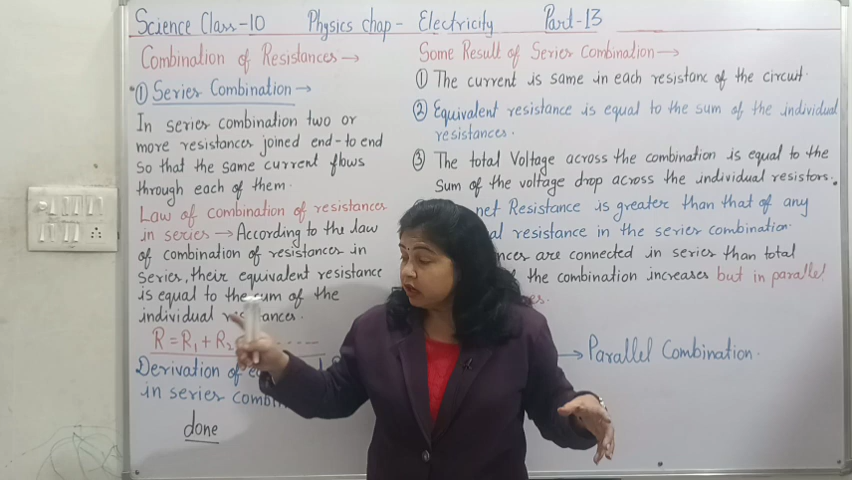 Science Class-10 Physics chap- Electricity Part-13
Combination of Resistances →
① Series Combination →
In series combination two or
more resistances joined end-to end
so that the same current flows
through each of them.
Law of combination of resistances
in series → According to the law
of combination of resistances in
series, their equivalent resistance
is equal to the sum of the
individual resistances.
R = R₁ + R₂
Derivation of
in series
done
Some Result of Series Combination →
① The current is same in each resistanc of the circuit.
② Equivalent resistance is equal to the sum of the individual
resistances.
③ The total Voltage across the combination is equal to the
Sum of the voltage drop across the individual resistors.
net Resistance is greater than that of any
resistance in the series combination.
are connected in series than total
the combination increases but in parallel
→ Parallel Combination.